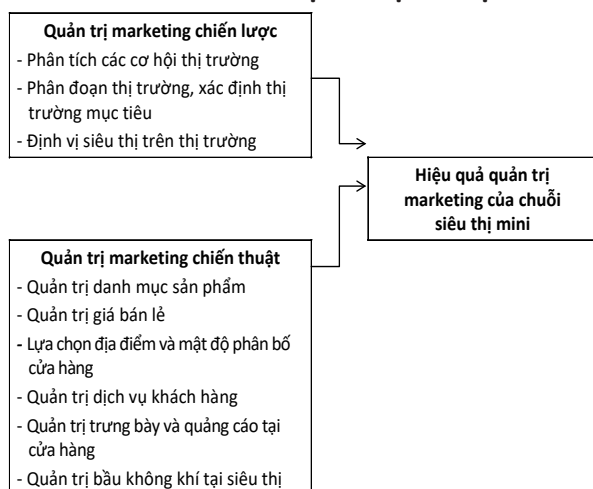 Quản trị marketing chiến lược
- Phân tích các cơ hội thị trường
- Phân đoạn thị trường, xác định thị
trường mục tiêu
- Định vị siêu thị trên thị trường
Hiệu quả quản trị
marketing của chuỗi
siêu thị mini
Quản trị marketing chiến thuật
- Quản trị danh mục sản phẩm
- Quản trị giá bán lẻ
- Lựa chọn địa điểm và mật độ phân bố
cửa hàng
- Quản trị dịch vụ khách hàng
- Quản trị trưng bày và quảng cáo tại
cửa hàng
- Quản trị bầu không khí tại siêu thị